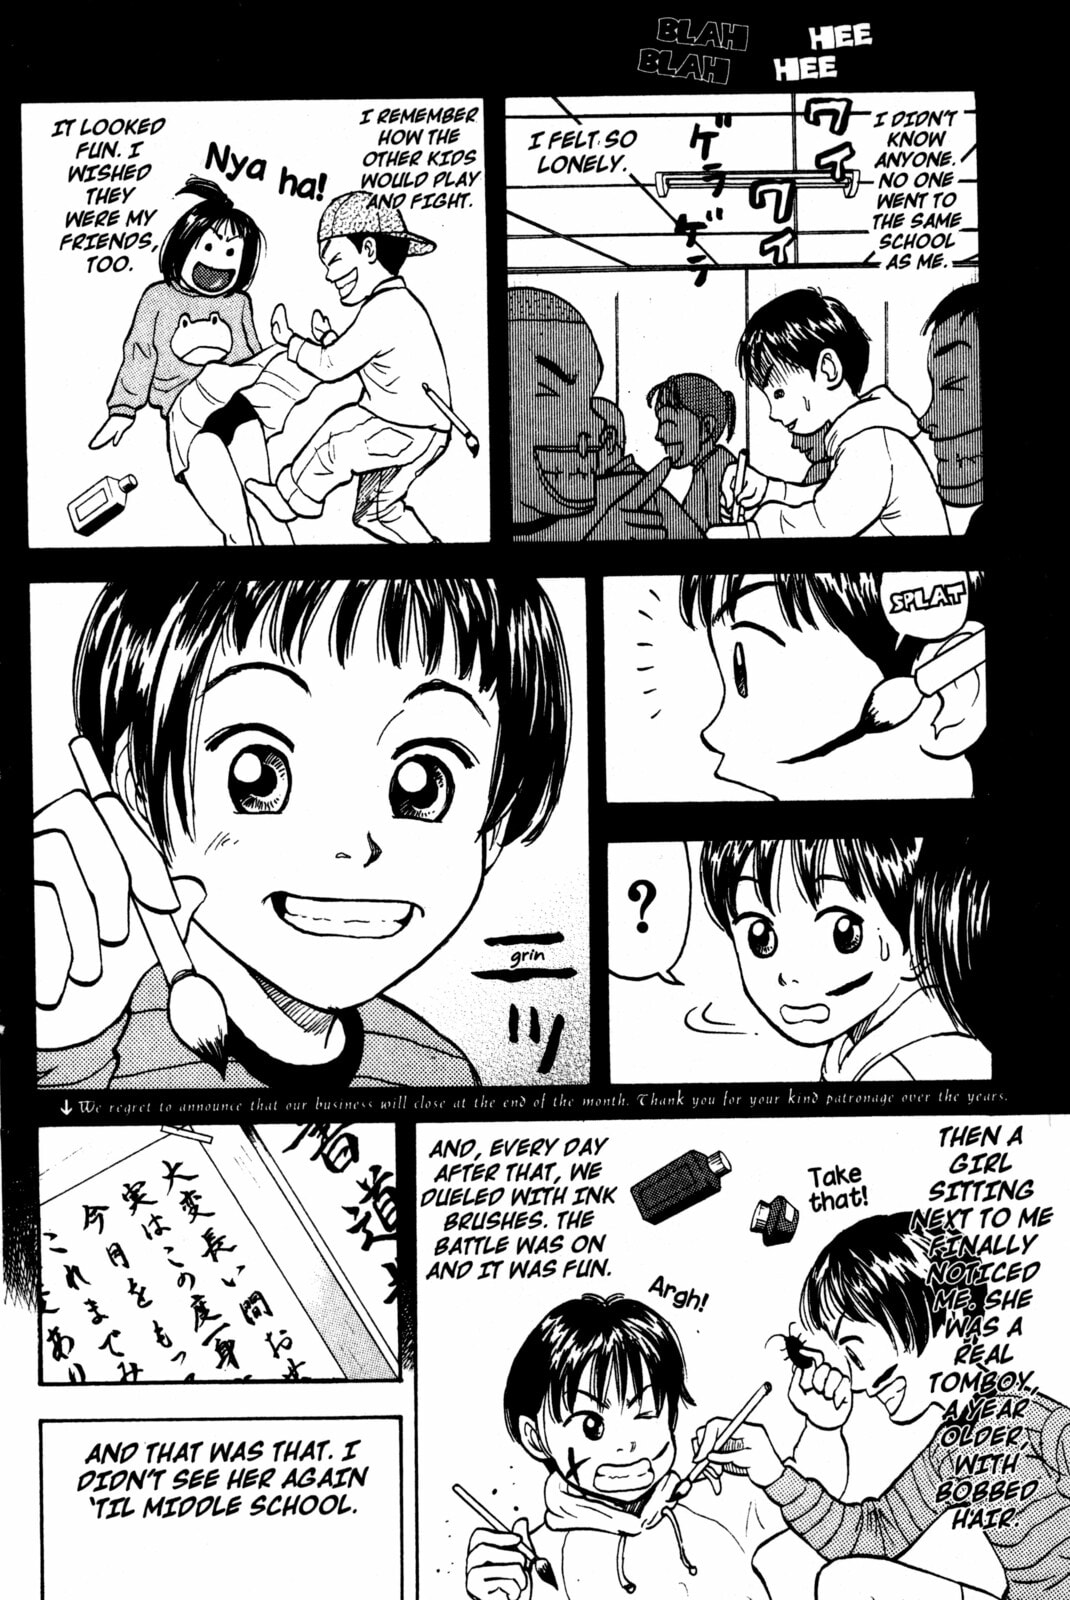 BLAH
BLAH
HEE
HEE
I DIDN'T
KNOW
ANYONE.
NO ONE
WENT TO
THE SAME
SCHOOL
AS ME.
ワイ
ワイ
ゲラ
ゲラ
I FELT SO
LONELY.
I REMEMBER
HOW THE
OTHER KIDS
WOULD PLAY
AND FIGHT.
Nya ha!
IT LOOKED
FUN. I
WISHED
THEY
WERE MY
FRIENDS,
TOO.
SPLAT
?
grin
ニッ
↓ We regret to announce that our business will close at the end of the month. Thank you for your kind patronage over the years.
THEN A
GIRL
SITTING
NEXT TO ME
FINALLY
NOTICED
ME. SHE
WAS A
REAL
TOMBOY,
A YEAR
OLDER,
WITH
BOBBED
HAIR.
Take
that!
AND, EVERY DAY
AFTER THAT, WE
DUELED WITH INK
BRUSHES. THE
BATTLE WAS ON
AND IT WAS FUN.
Argh!
書道
大変長い間お
実はこの度一身
今月をもっ
これまでみ
AND THAT WAS THAT. I
DIDN'T SEE HER AGAIN
'TIL MIDDLE SCHOOL.